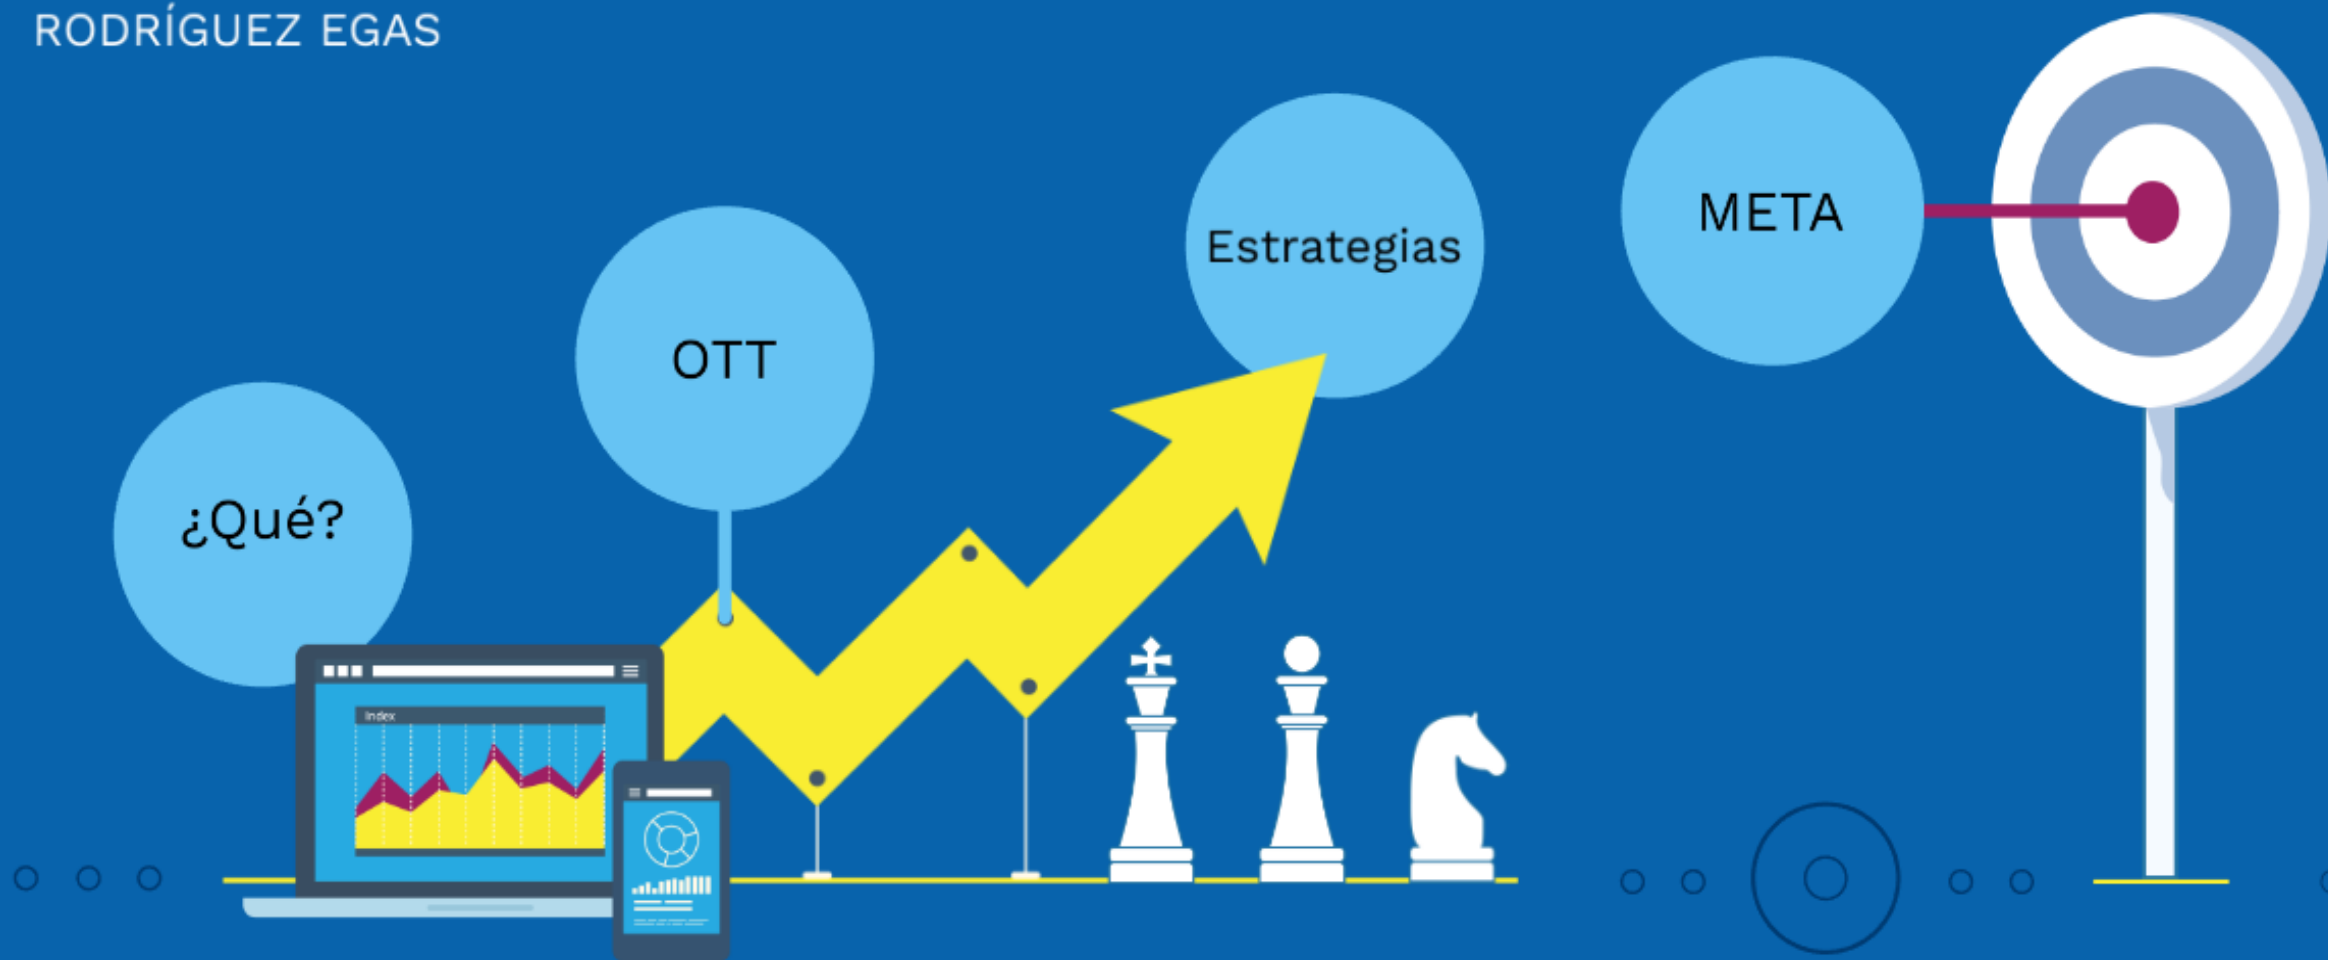 RODRÍGUEZ EGAS
META
Estrategias
OTT
¿Qué?
Index